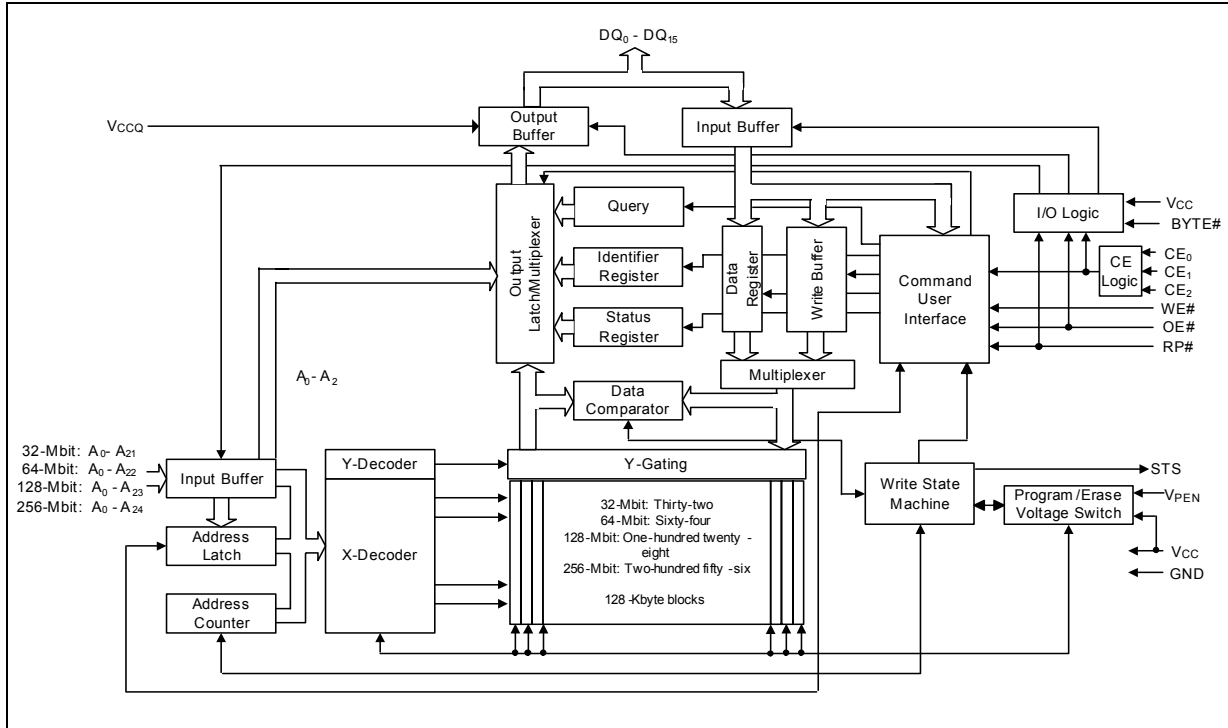 DQ0 - DQ15
VCCQ
Output
Buffer
Input Buffer
Output
Latch/Multiplexer
Query
Identifier
Register
Status
Register
Data
Register
Write Buffer
Command
User
Interface
I/O Logic
VCC
BYTE#
CE
Logic
CE0
CE1
CE2
WE#
OE#
RP#
Multiplexer
Data
Comparator
A0- A2
32-Mbit: A0- A21
64-Mbit: A0 - A22
128-Mbit: A0 - A23
256-Mbit: A0 - A24
Input Buffer
Address
Latch
Address
Counter
Y-Decoder
X-Decoder
Y-Gating
32-Mbit: Thirty-two
64-Mbit: Sixty-four
128-Mbit: One-hundred twenty -
eight
256-Mbit: Two-hundred fifty -six
128 -Kbyte blocks
Write State
Machine
Program /Erase
Voltage Switch
STS
VPEN
VCC
GND